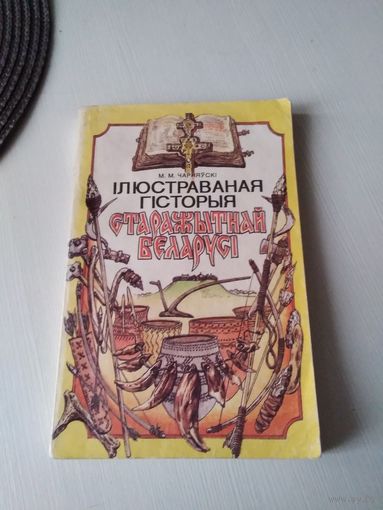 М. М. ЧАРНЯЎСКІ
ІЛЮСТРАВАНАЯ
ГІСТОРЫЯ
СТАРАЖЫТНАЙ
БЕЛАРУСІ